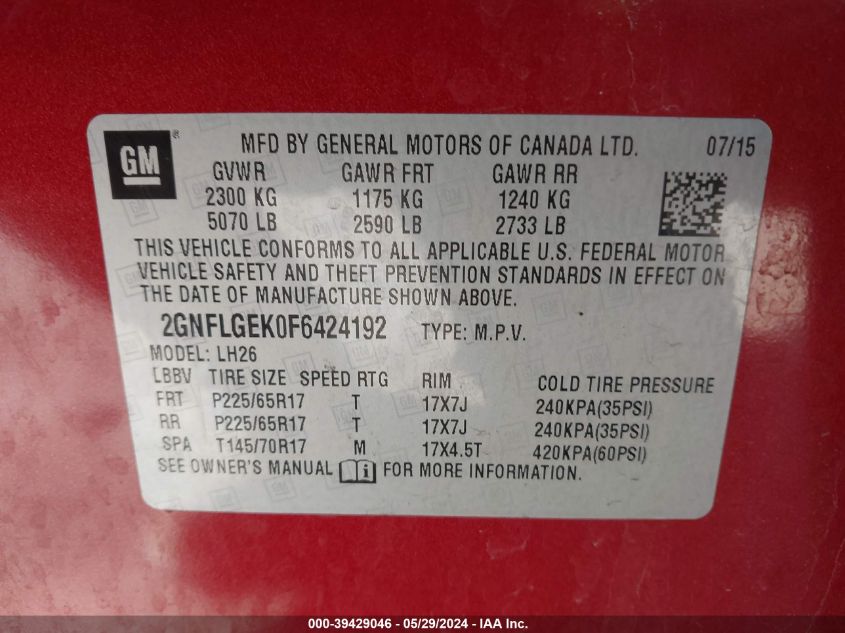 GM ® MFD BY GENERAL MOTORS OF CANADA LTD. 07/15
GVWR GAWR FRT GAWR RR
2300 KG 1175 KG 1240 KG
5070 LB 2590 LB 2733 LB
THIS VEHICLE CONFORMS TO ALL APPLICABLE U.S. FEDERAL MOTOR
VEHICLE SAFETY AND THEFT PREVENTION STANDARDS IN EFFECT ON
THE DATE OF MANUFACTURE SHOWN ABOVE.
2GNFLGEK0F6424192 TYPE: M.P.V.
MODEL: LH26
LBBV TIRE SIZE SPEED RTG RIM COLD TIRE PRESSURE
FRT P225/65R17 T 17X7J 240KPA(35PSI)
RR P225/65R17 T 17X7J 240KPA(35PSI)
SPA T145/70R17 M 17X4.5T 420KPA(60PSI)
SEE OWNER'S MANUAL FOR MORE INFORMATION.
000-39429046 - 05/29/2024 - IAA Inc.